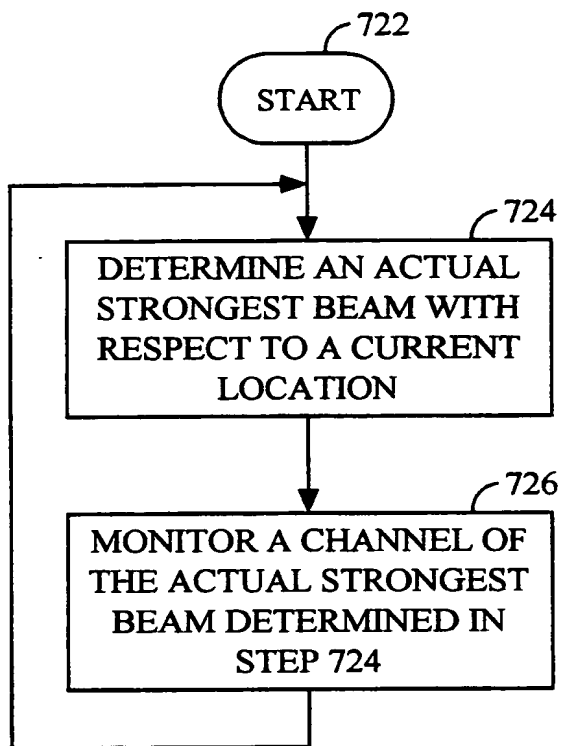 722
START
724
DETERMINE AN ACTUAL
STRONGEST BEAM WITH
RESPECT TO A CURRENT
LOCATION
726
MONITOR A CHANNEL OF
THE ACTUAL STRONGEST
BEAM DETERMINED IN
STEP 724